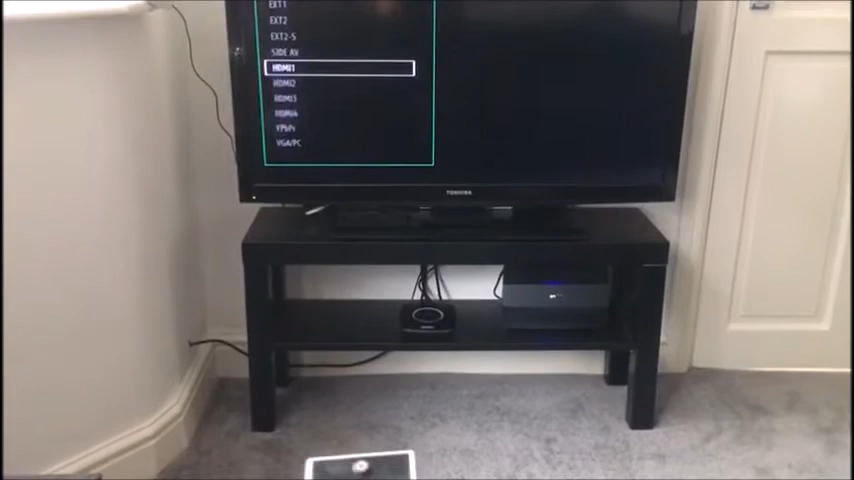 EXT1
EXT2
EXT2-S
SIDE AV
HDMI1
HDMI2
HDMI3
HDMI4
YPbPr
VGA/PC
TOSHIBA